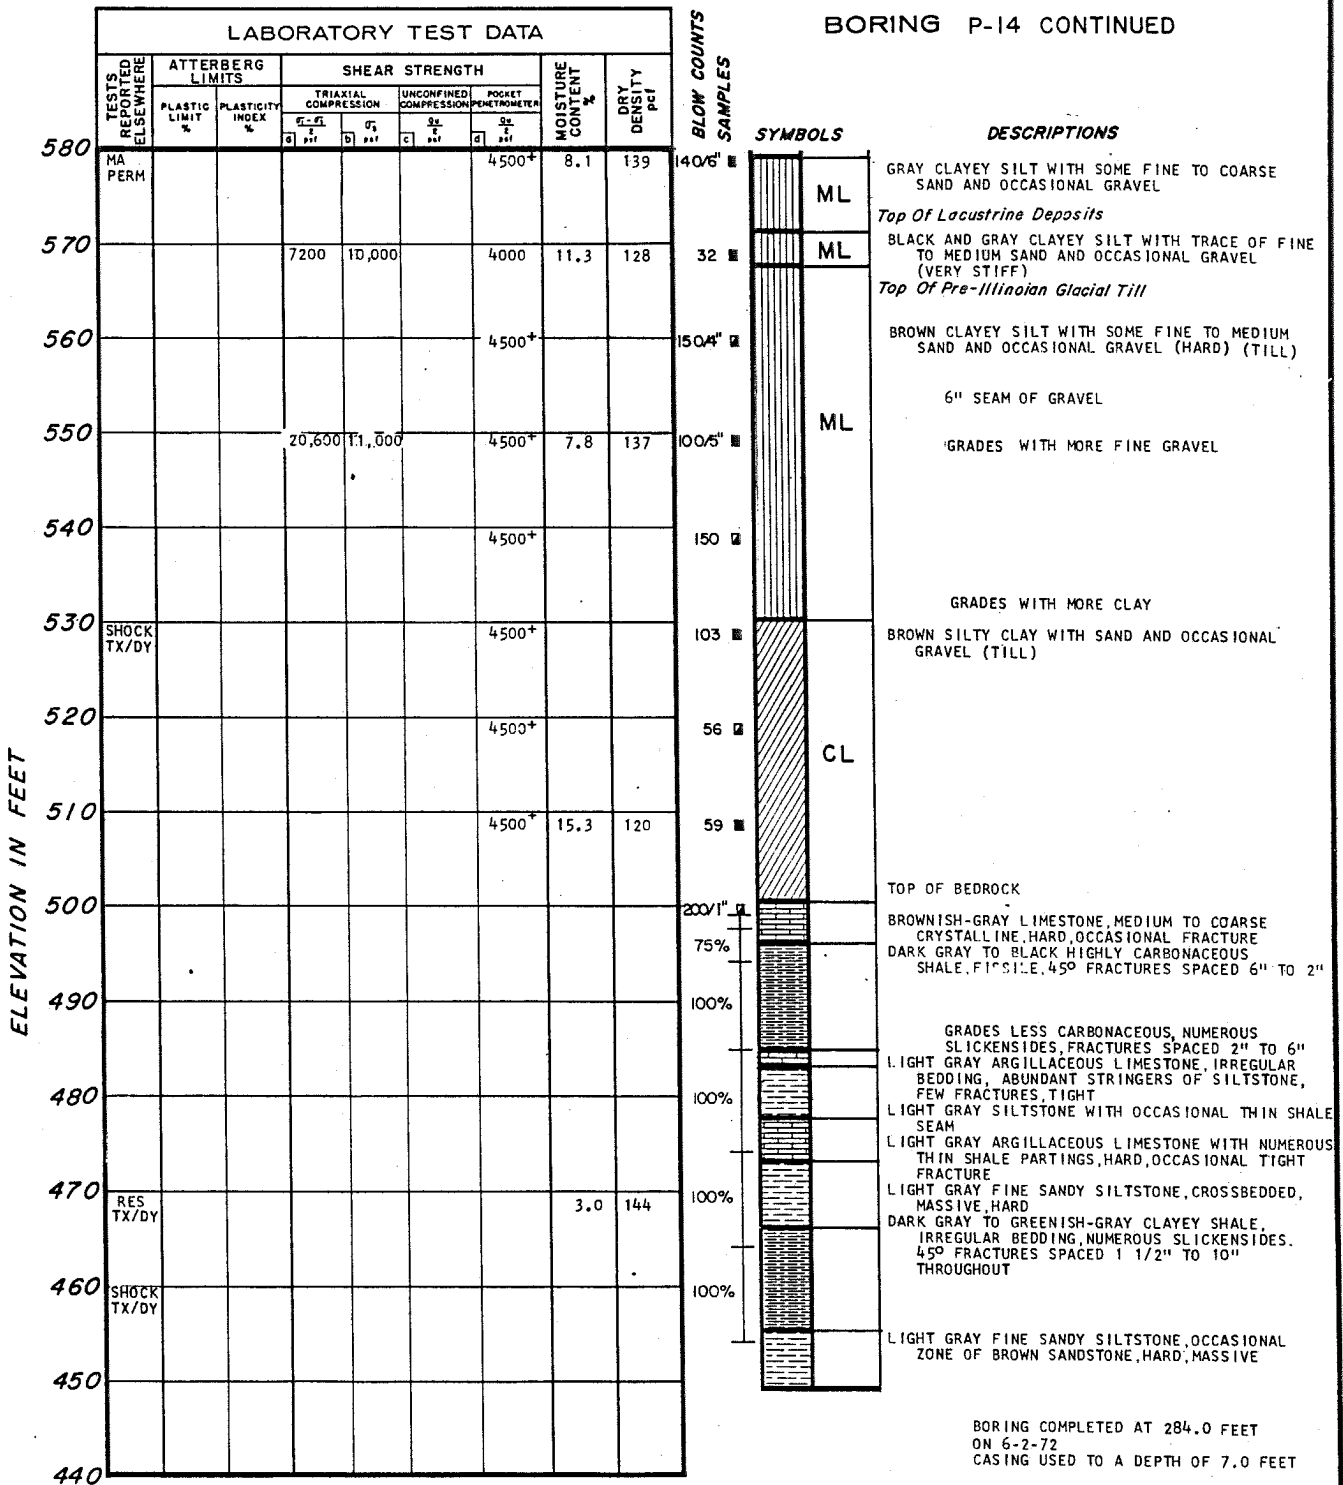 BORING P-14 CONTINUED
LABORATORY TEST DATA
TESTS REPORTED ELSEWHERE
ATTERBERG LIMITS
SHEAR STRENGTH
MOISTURE CONTENT %
DRY DENSITY pcf
BLOW COUNTS
SAMPLES
PLASTIC LIMIT %
PLASTICITY INDEX %
TRIAXIAL COMPRESSION
UNCONFINED COMPRESSION
POCKET PENETROMETER
a psf
b psf
c Qu/2 psf
d Qu/2 psf
SYMBOLS
DESCRIPTIONS
ELEVATION IN FEET
580
MA
PERM
4500+ 8.1 139 140/6"
ML
GRAY CLAYEY SILT WITH SOME FINE TO COARSE
SAND AND OCCASIONAL GRAVEL
Top Of Lacustrine Deposits
570
7200 10,000 4000 11.3 128 32
ML
BLACK AND GRAY CLAYEY SILT WITH TRACE OF FINE
TO MEDIUM SAND AND OCCASIONAL GRAVEL
(VERY STIFF)
Top Of Pre-Illinoian Glacial Till
560
4500+ 150/4"
BROWN CLAYEY SILT WITH SOME FINE TO MEDIUM
SAND AND OCCASIONAL GRAVEL (HARD) (TILL)
6" SEAM OF GRAVEL
ML
550
20,600 11,000 4500+ 7.8 137 100/5"
GRADES WITH MORE FINE GRAVEL
540
4500+ 150
GRADES WITH MORE CLAY
530
SHOCK
TX/DY
4500+ 103
BROWN SILTY CLAY WITH SAND AND OCCASIONAL
GRAVEL (TILL)
520
4500+ 56
CL
510
4500+ 15.3 120 59
TOP OF BEDROCK
500
200/1"
BROWNISH-GRAY LIMESTONE, MEDIUM TO COARSE
CRYSTALLINE, HARD, OCCASIONAL FRACTURE
75%
DARK GRAY TO BLACK HIGHLY CARBONACEOUS
SHALE, FISSILE, 45° FRACTURES SPACED 6" TO 2"
490
100%
GRADES LESS CARBONACEOUS, NUMEROUS
SLICKENSIDES, FRACTURES SPACED 2" TO 6"
LIGHT GRAY ARGILLACEOUS LIMESTONE, IRREGULAR
BEDDING, ABUNDANT STRINGERS OF SILTSTONE,
FEW FRACTURES, TIGHT
480
100%
LIGHT GRAY SILTSTONE WITH OCCASIONAL THIN SHALE
SEAM
LIGHT GRAY ARGILLACEOUS LIMESTONE WITH NUMEROUS
THIN SHALE PARTINGS, HARD, OCCASIONAL TIGHT
FRACTURE
470
RES
TX/DY
3.0 144 100%
LIGHT GRAY FINE SANDY SILTSTONE, CROSSBEDDED,
MASSIVE, HARD
DARK GRAY TO GREENISH-GRAY CLAYEY SHALE,
IRREGULAR BEDDING, NUMEROUS SLICKENSIDES.
45° FRACTURES SPACED 1 1/2" TO 10"
THROUGHOUT
460
SHOCK
TX/DY
100%
LIGHT GRAY FINE SANDY SILTSTONE, OCCASIONAL
ZONE OF BROWN SANDSTONE, HARD, MASSIVE
450
BORING COMPLETED AT 284.0 FEET
ON 6-2-72
CASING USED TO A DEPTH OF 7.0 FEET
440